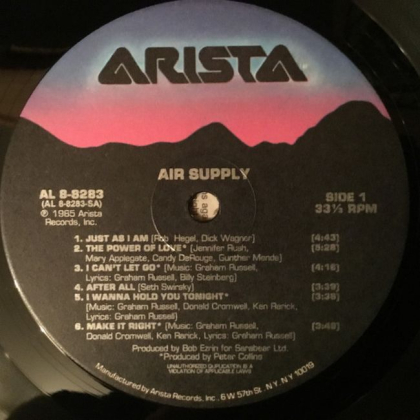 ARISTA
AIR SUPPLY
AL 8-8283
(AL 8-8283-SA)
℗ 1985 Arista
Records, Inc.
SIDE 1
33⅓ RPM
1. JUST AS I AM [Rob Hegel, Dick Wagner] [4:43]
2. THE POWER OF LOVE* [Jennifer Rush, [5:28]
Mary Applegate, Candy DeRouge, Gunther Mende]
3. I CAN'T LET GO* [Music: Graham Russell, [4:16]
Lyrics: Graham Russell, Billy Steinberg]
4. AFTER ALL [Seth Swirsky] [3:39]
5. I WANNA HOLD YOU TONIGHT* [3:36]
[Music: Graham Russell, Donald Cromwell, Ken Rarick,
Lyrics: Graham Russell]
6. MAKE IT RIGHT* [Music: Graham Russell, [3:48]
Donald Cromwell, Ken Rarick, Lyrics: Graham Russell]
Produced by Bob Ezrin for Sarabear Ltd.
*Produced by Peter Collins
UNAUTHORIZED DUPLICATION IS A
VIOLATION OF APPLICABLE LAWS
Manufactured by Arista Records, Inc., 6 W 57th St., N.Y., N.Y. 10019